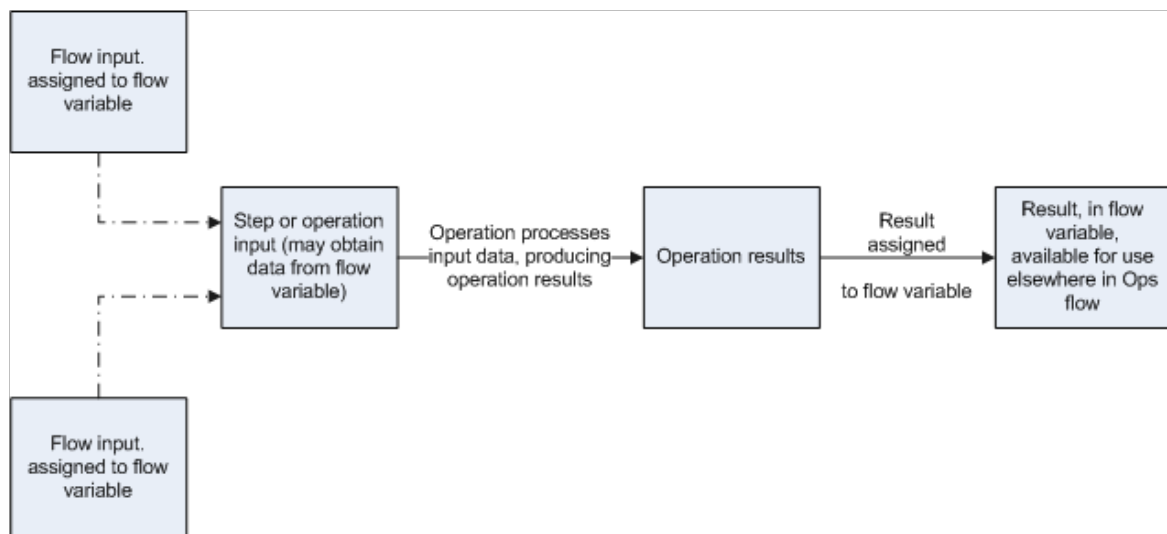 Flow input.
assigned to flow
variable
Step or operation
input (may obtain
data from flow
variable)
Operation processes
input data, producing
operation results
Operation results
Result
assigned
to flow variable
Result, in flow
variable,
available for use
elsewhere in Ops
flow
Flow input.
assigned to flow
variable